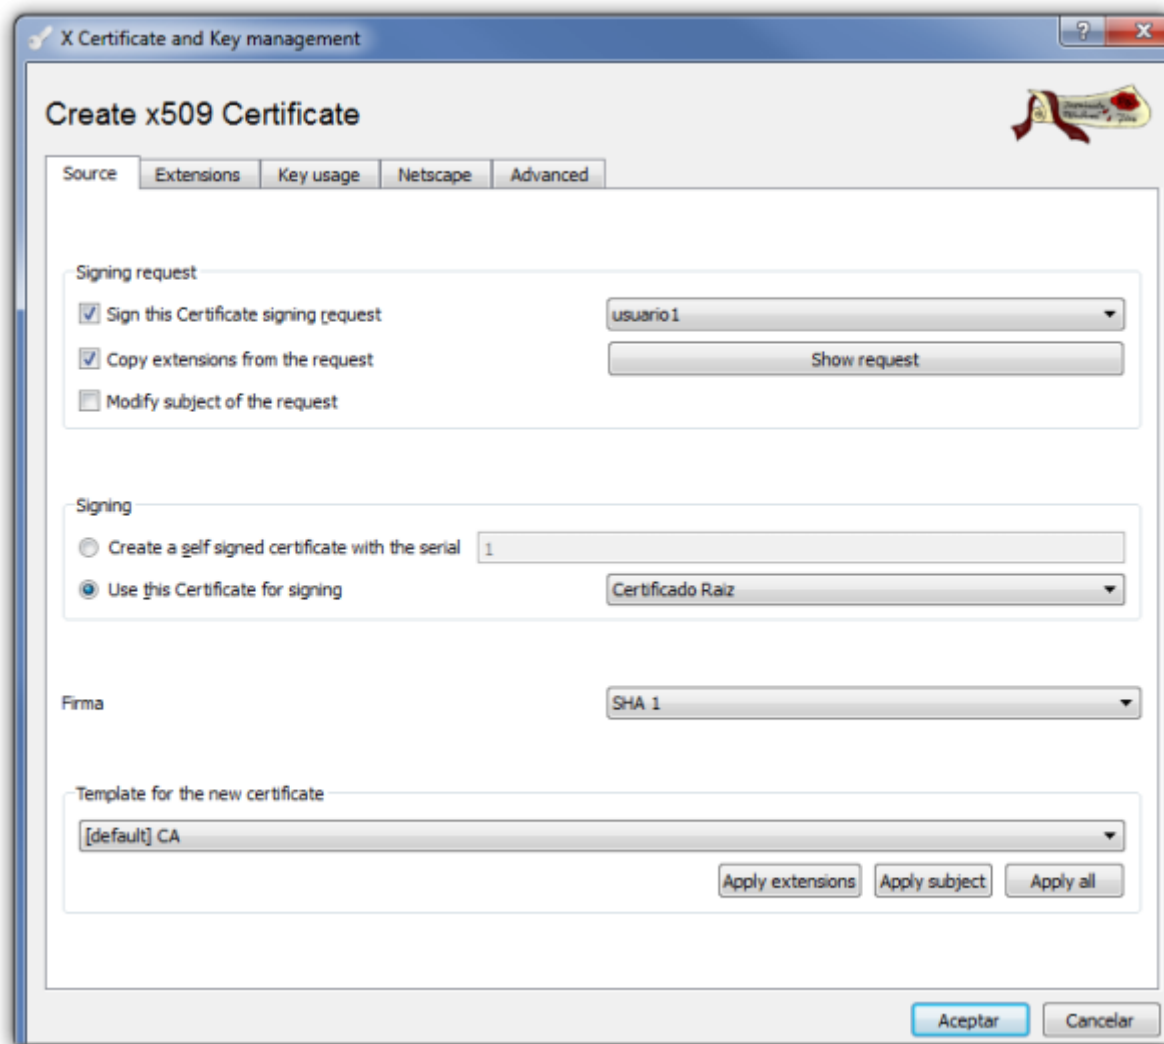 X Certificate and Key management
?
Create x509 Certificate
Source Extensions Key usage Netscape Advanced
Signing request
Sign this Certificate signing request usuario1
Copy extensions from the request Show request
Modify subject of the request
Signing
Create a self signed certificate with the serial 1
Use this Certificate for signing Certificado Raiz
Firma SHA 1
Template for the new certificate
[default] CA
Apply extensions Apply subject Apply all
Aceptar Cancelar